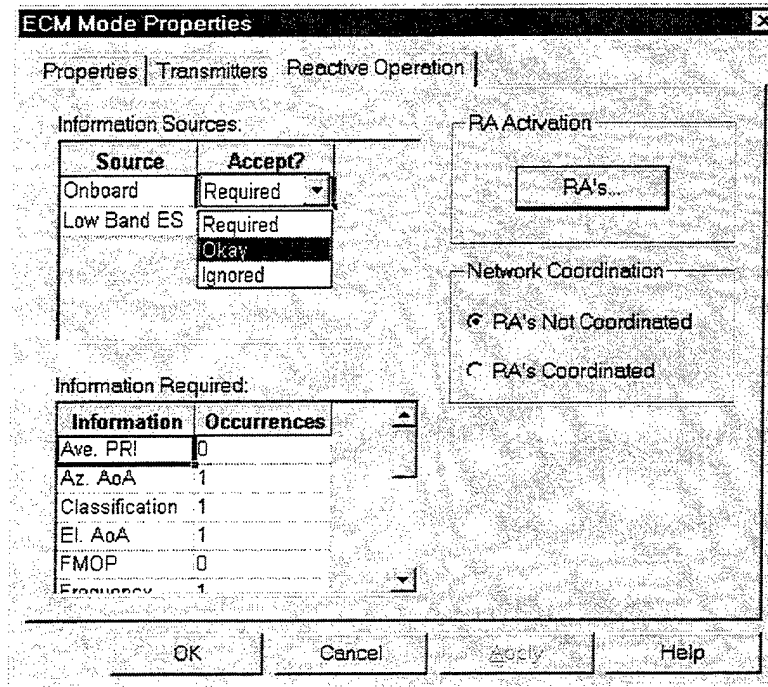 ECM Mode Properties
Properties Transmitters Reactive Operation
Information Sources:
Source Accept?
Onboard Required
Low Band ES Required
Okay
Ignored
RA Activation
RA's...
Network Coordination
RA's Not Coordinated
RA's Coordinated
Information Required:
Information Occurrences
Ave. PRI 0
Az. AoA 1
Classification 1
El. AoA 1
FMOP 0
Frequency 1
OK Cancel Apply Help